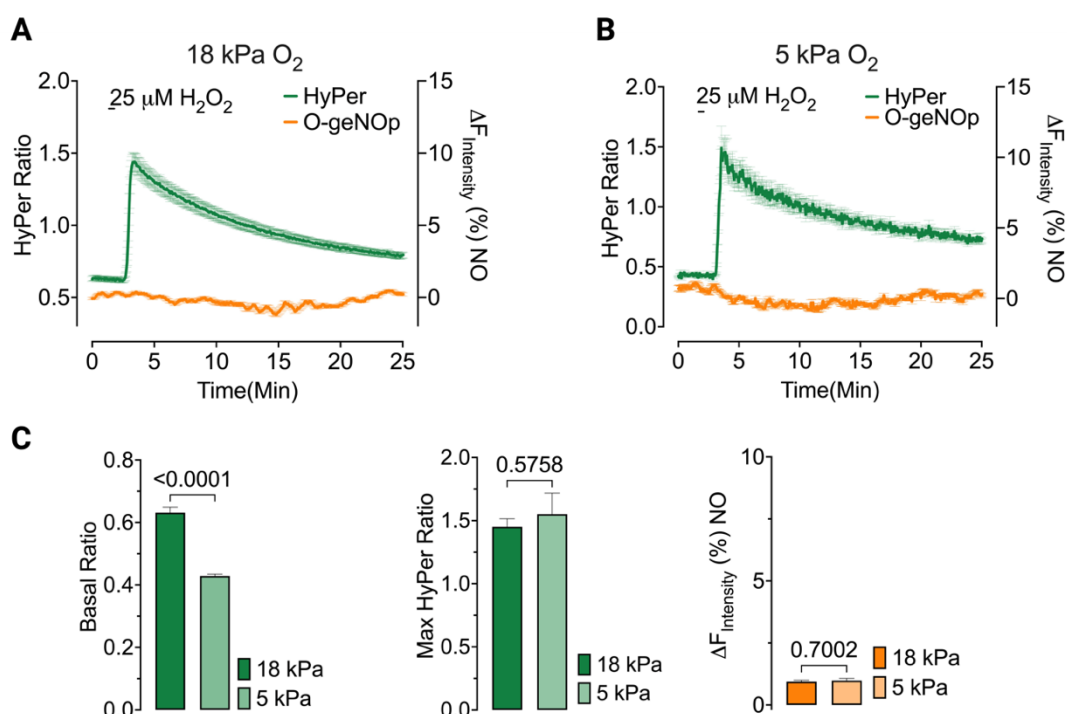 A
18 kPa O₂
2.0
1.5
1.0
0.5
HyPer Ratio
25 μM H₂O₂
HyPer
O-geNOp
15
10
5
0
ΔF_Intensity (%) NO
0 5 10 15 20 25
Time(Min)
B
5 kPa O₂
2.0
1.5
1.0
0.5
0.0
HyPer Ratio
25 μM H₂O₂
HyPer
O-geNOp
15
10
5
0
ΔF_Intensity (%) NO
0 5 10 15 20 25
Time(Min)
C
0.8
0.6
0.4
0.2
0.0
Basal Ratio
<0.0001
18 kPa
5 kPa
2.0
1.5
1.0
0.5
0.0
Max HyPer Ratio
0.5758
18 kPa
5 kPa
10
5
0
ΔF_Intensity (%) NO
0.7002
18 kPa
5 kPa